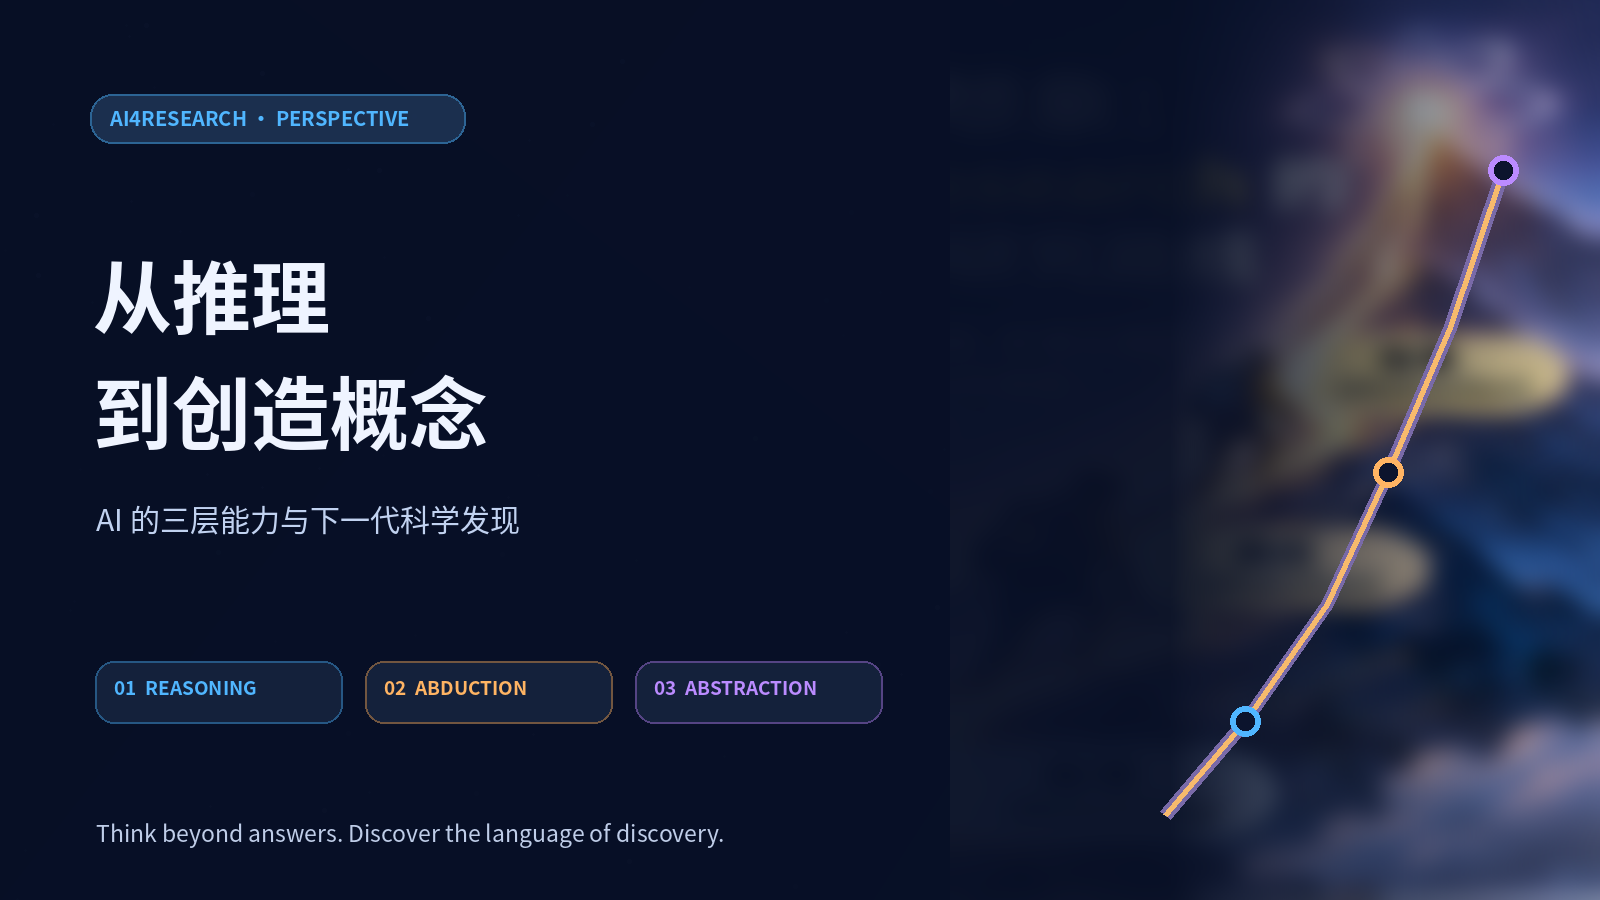 AI4RESEARCH • PERSPECTIVE
从推理
到创造概念
AI 的三层能力与下一代科学发现
01 REASONING
02 ABDUCTION
03 ABSTRACTION
Think beyond answers. Discover the language of discovery.